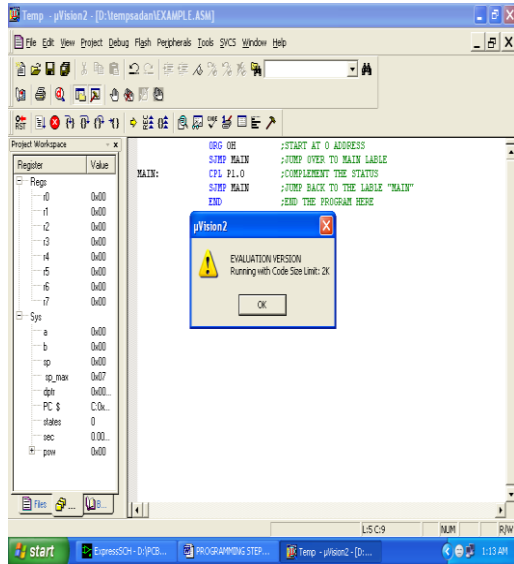 Temp - µVision2 - [D:\tempsadan\EXAMPLE.ASM]
File Edit View Project Debug Flash Peripherals Tools SVCS Window Help
RST
Project Workspace
Register Value
Regs
r0 0x00
r1 0x00
r2 0x00
r3 0x00
r4 0x00
r5 0x00
r6 0x00
r7 0x00
Sys
a 0x00
b 0x00
sp 0x00
sp_max 0x07
dptr 0x00...
PC $ C:0x...
states 0
sec 0.00...
psw 0x00
Files B...
ORG 0H ;START AT 0 ADDRESS
SJMP MAIN ;JUMP OVER TO MAIN LABLE
MAIN: CPL P1.0 ;COMPLEMENT THE STATUS
SJMP MAIN ;JUMP BACK TO THE LABLE "MAIN"
END ;END THE PROGRAM HERE
µVision2
EVALUATION VERSION
Running with Code Size Limit: 2K
OK
L:5 C:9 NUM R/W
start ExpressSCH - D:\PCB... PROGRAMMING STEP... Temp - µVision2 - [D:... 1:13 AM